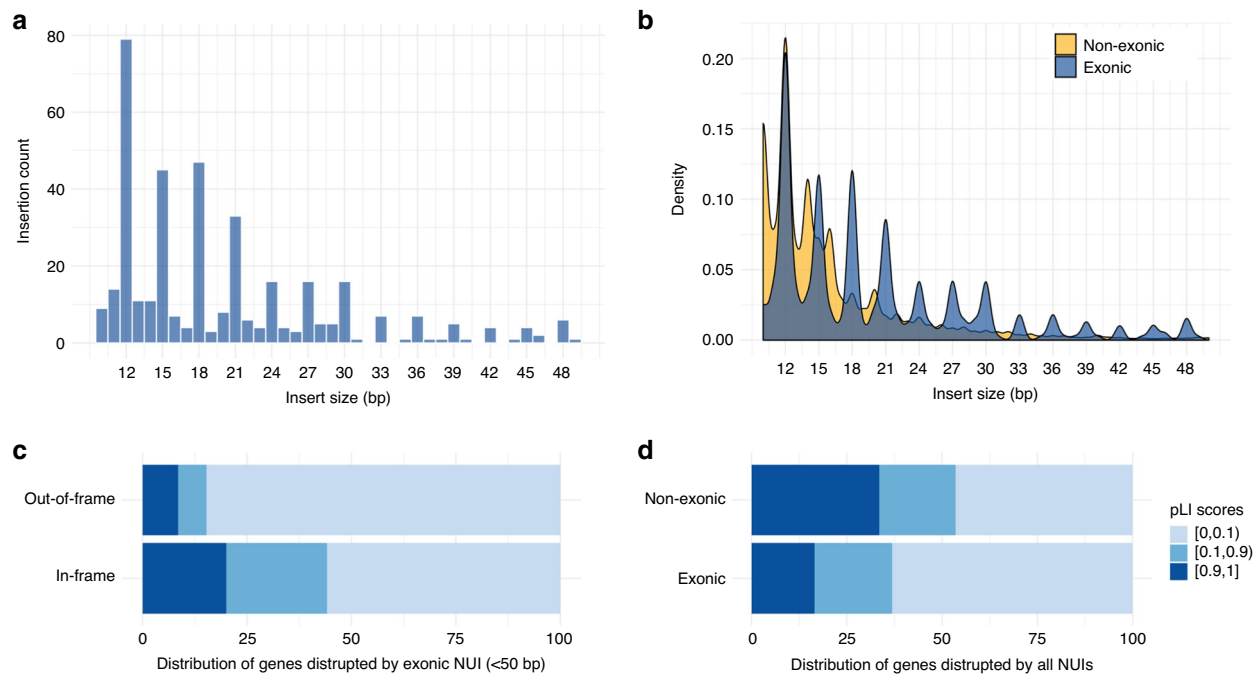 a
80
60
40
20
0
Insertion count
12 15 18 21 24 27 30 33 36 39 42 45 48
Insert size (bp)
b
Non-exonic
Exonic
0.20
0.15
0.10
0.05
0.00
Density
12 15 18 21 24 27 30 33 36 39 42 45 48
Insert size (bp)
c
Out-of-frame
In-frame
0 25 50 75 100
Distribution of genes distrupted by exonic NUI (<50 bp)
d
Non-exonic
Exonic
0 25 50 75 100
Distribution of genes distrupted by all NUIs
pLI scores
[0,0.1)
[0.1,0.9)
[0.9,1]